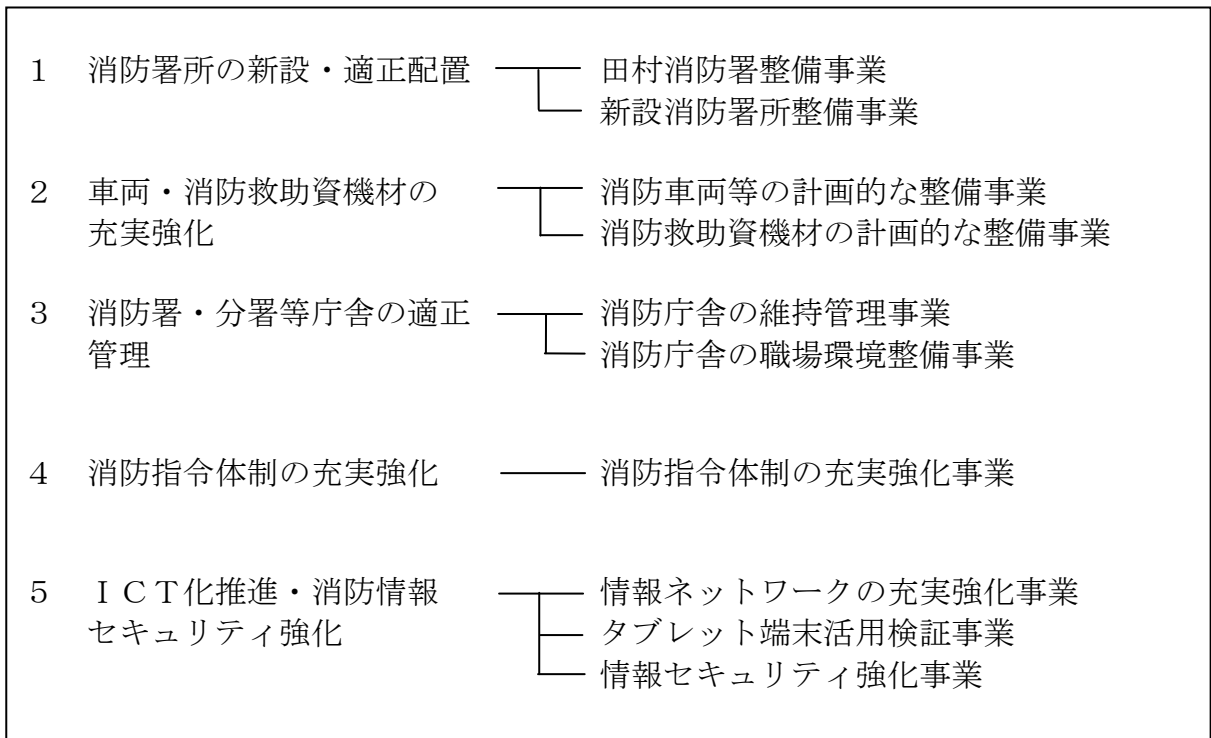 １　消防署所の新設・適正配置　田村消防署整備事業
新設消防署所整備事業
２　車両・消防救助資機材の　消防車両等の計画的な整備事業
充実強化　消防救助資機材の計画的な整備事業
３　消防署・分署等庁舎の適正　消防庁舎の維持管理事業
管理　消防庁舎の職場環境整備事業
４　消防指令体制の充実強化　消防指令体制の充実強化事業
５　ＩＣＴ化推進・消防情報　情報ネットワークの充実強化事業
セキュリティ強化　タブレット端末活用検証事業
情報セキュリティ強化事業